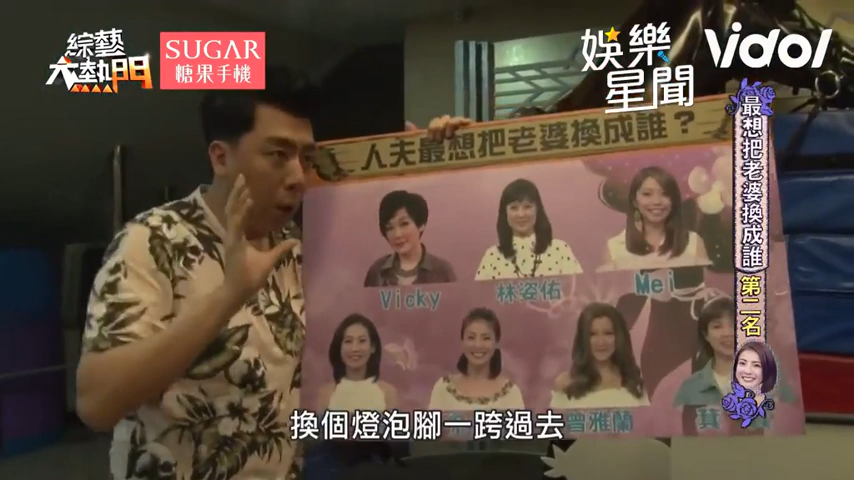 綜藝
大熱門
SUGAR
糖果手機
娛樂
星聞
Vidol
人夫最想把老婆換成誰？
最想把老婆換成誰
第二名
Vicky
林姿佑
Mei
曾雅蘭
換個燈泡腳一跨過去